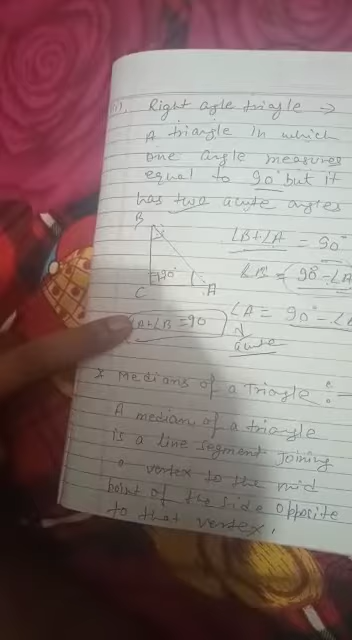 ii). Right agle triagle →
A triangle in which
one angle measures
equal to 90° but it
has two acute angles
B
∠B+∠A = 90°
∠B = 90° - ∠A
90°
C
A
∠A = 90° - ∠B
∠A+∠B = 90
acute
* Medians of a Triangle :-
A median of a triangle
is a line segment joining
a vertex to the mid
point of the side opposite
to that vertex.